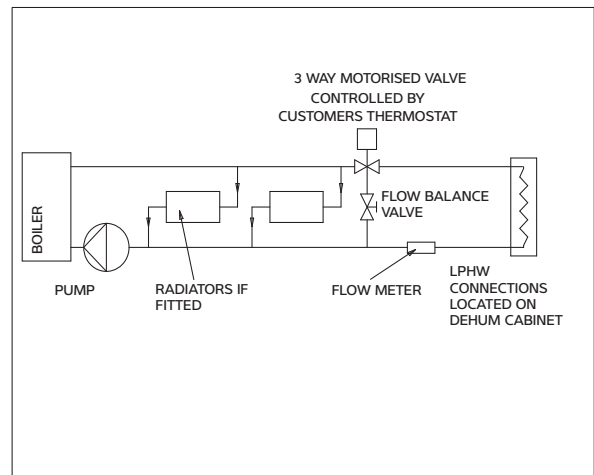 3 WAY MOTORISED VALVE
CONTROLLED BY
CUSTOMERS THERMOSTAT
BOILER
FLOW BALANCE
VALVE
PUMP
RADIATORS IF
FITTED
FLOW METER
LPHW
CONNECTIONS
LOCATED ON
DEHUM CABINET